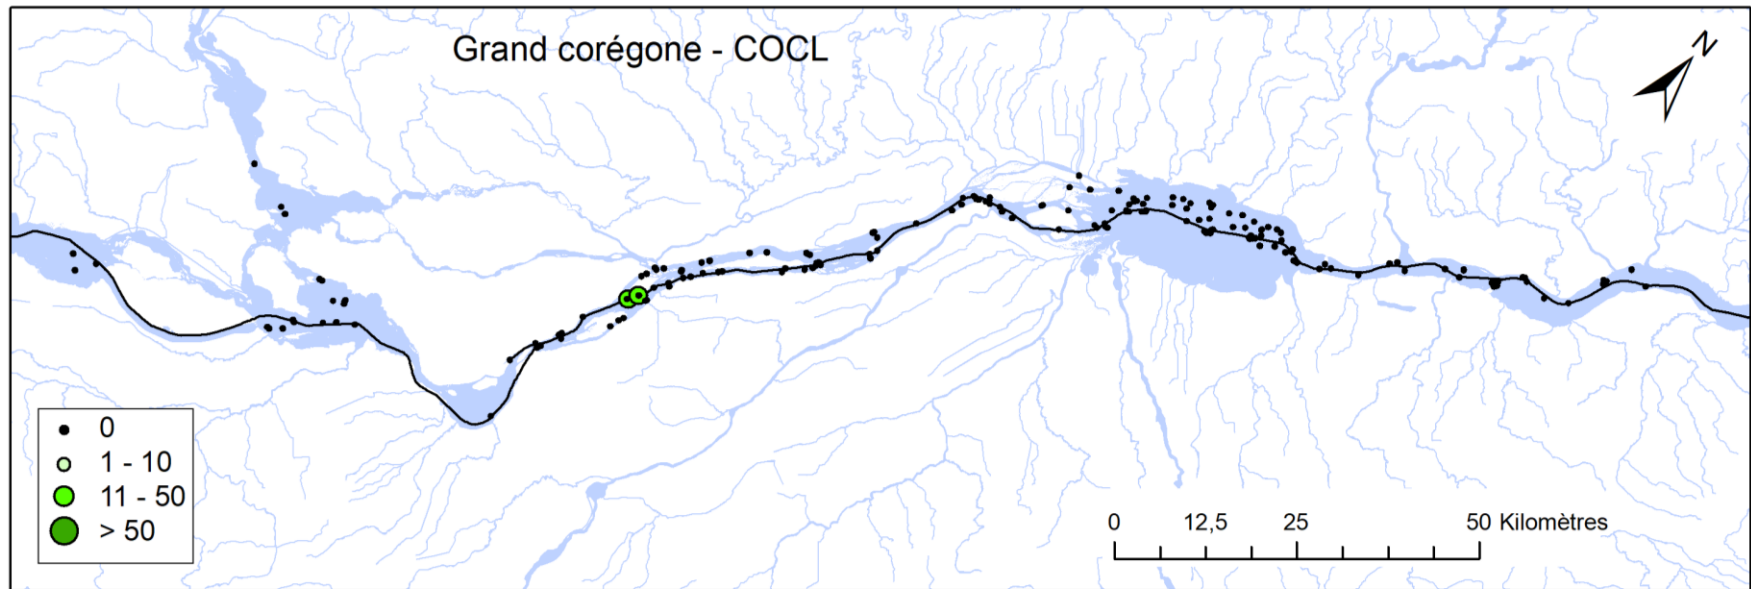 Grand corégone - COCL
N
0
1 - 10
11 - 50
> 50
0 12,5 25 50 Kilomètres